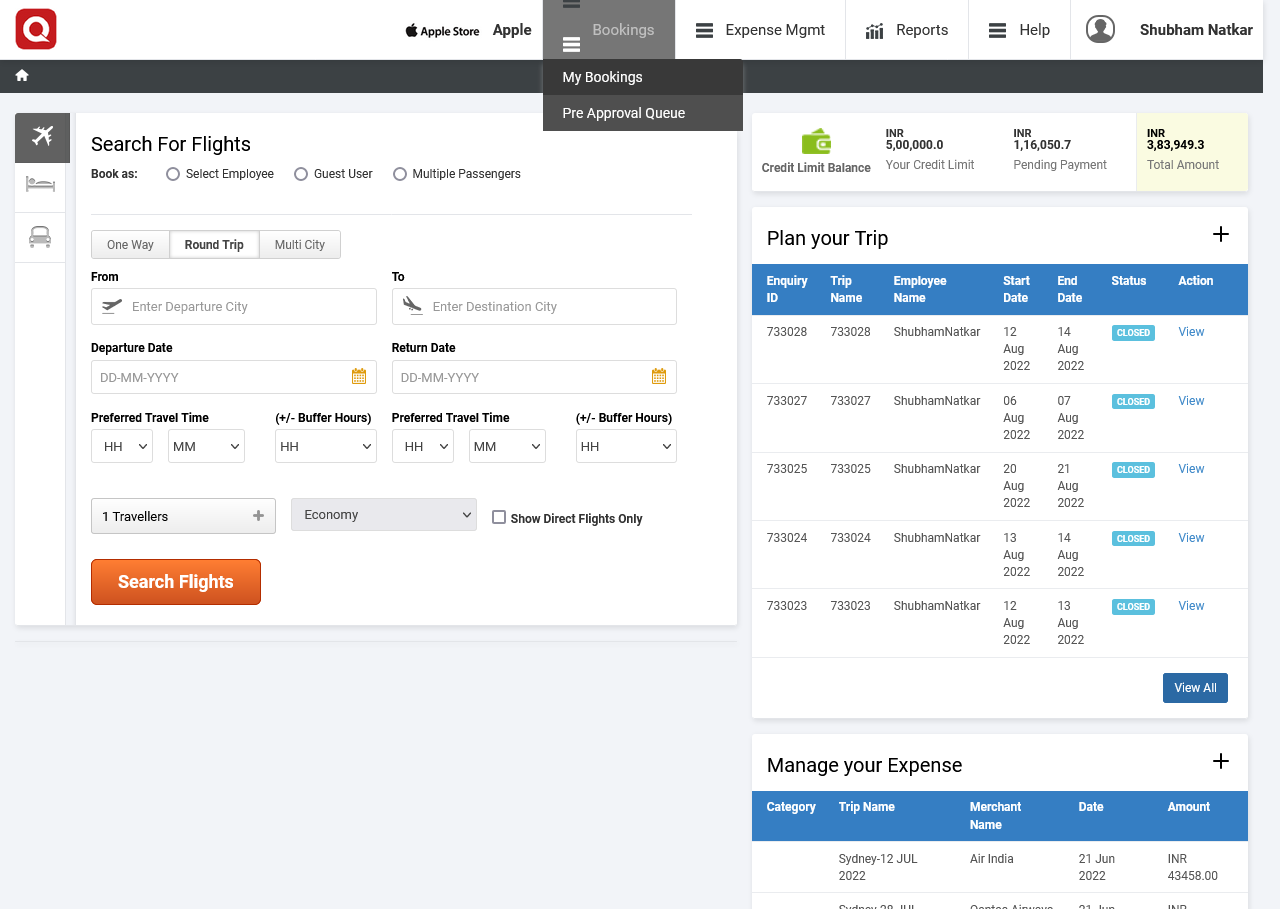 Apple Store Apple Bookings Expense Mgmt Reports Help Shubham Natkar
My Bookings
Pre Approval Queue
Search For Flights
Book as: Select Employee Guest User Multiple Passengers
One Way Round Trip Multi City
From To
Enter Departure City Enter Destination City
Departure Date Return Date
DD-MM-YYYY DD-MM-YYYY
Preferred Travel Time (+/- Buffer Hours) Preferred Travel Time (+/- Buffer Hours)
HH MM HH HH MM HH
1 Travellers Economy Show Direct Flights Only
Search Flights
Credit Limit Balance
INR
5,00,000.0
Your Credit Limit
INR
1,16,050.7
Pending Payment
INR
3,83,949.3
Total Amount
Plan your Trip
Enquiry Trip Employee Start End Status Action
ID Name Name Date Date
733028 733028 ShubhamNatkar 12 14 CLOSED View
Aug Aug
2022 2022
733027 733027 ShubhamNatkar 06 07 CLOSED View
Aug Aug
2022 2022
733025 733025 ShubhamNatkar 20 21 CLOSED View
Aug Aug
2022 2022
733024 733024 ShubhamNatkar 13 14 CLOSED View
Aug Aug
2022 2022
733023 733023 ShubhamNatkar 12 13 CLOSED View
Aug Aug
2022 2022
View All
Manage your Expense
Category Trip Name Merchant Date Amount
Name
Sydney-12 JUL Air India 21 Jun INR
2022 2022 43458.00
Sydney-28 JUL Qantas Airways 21 Jun INR